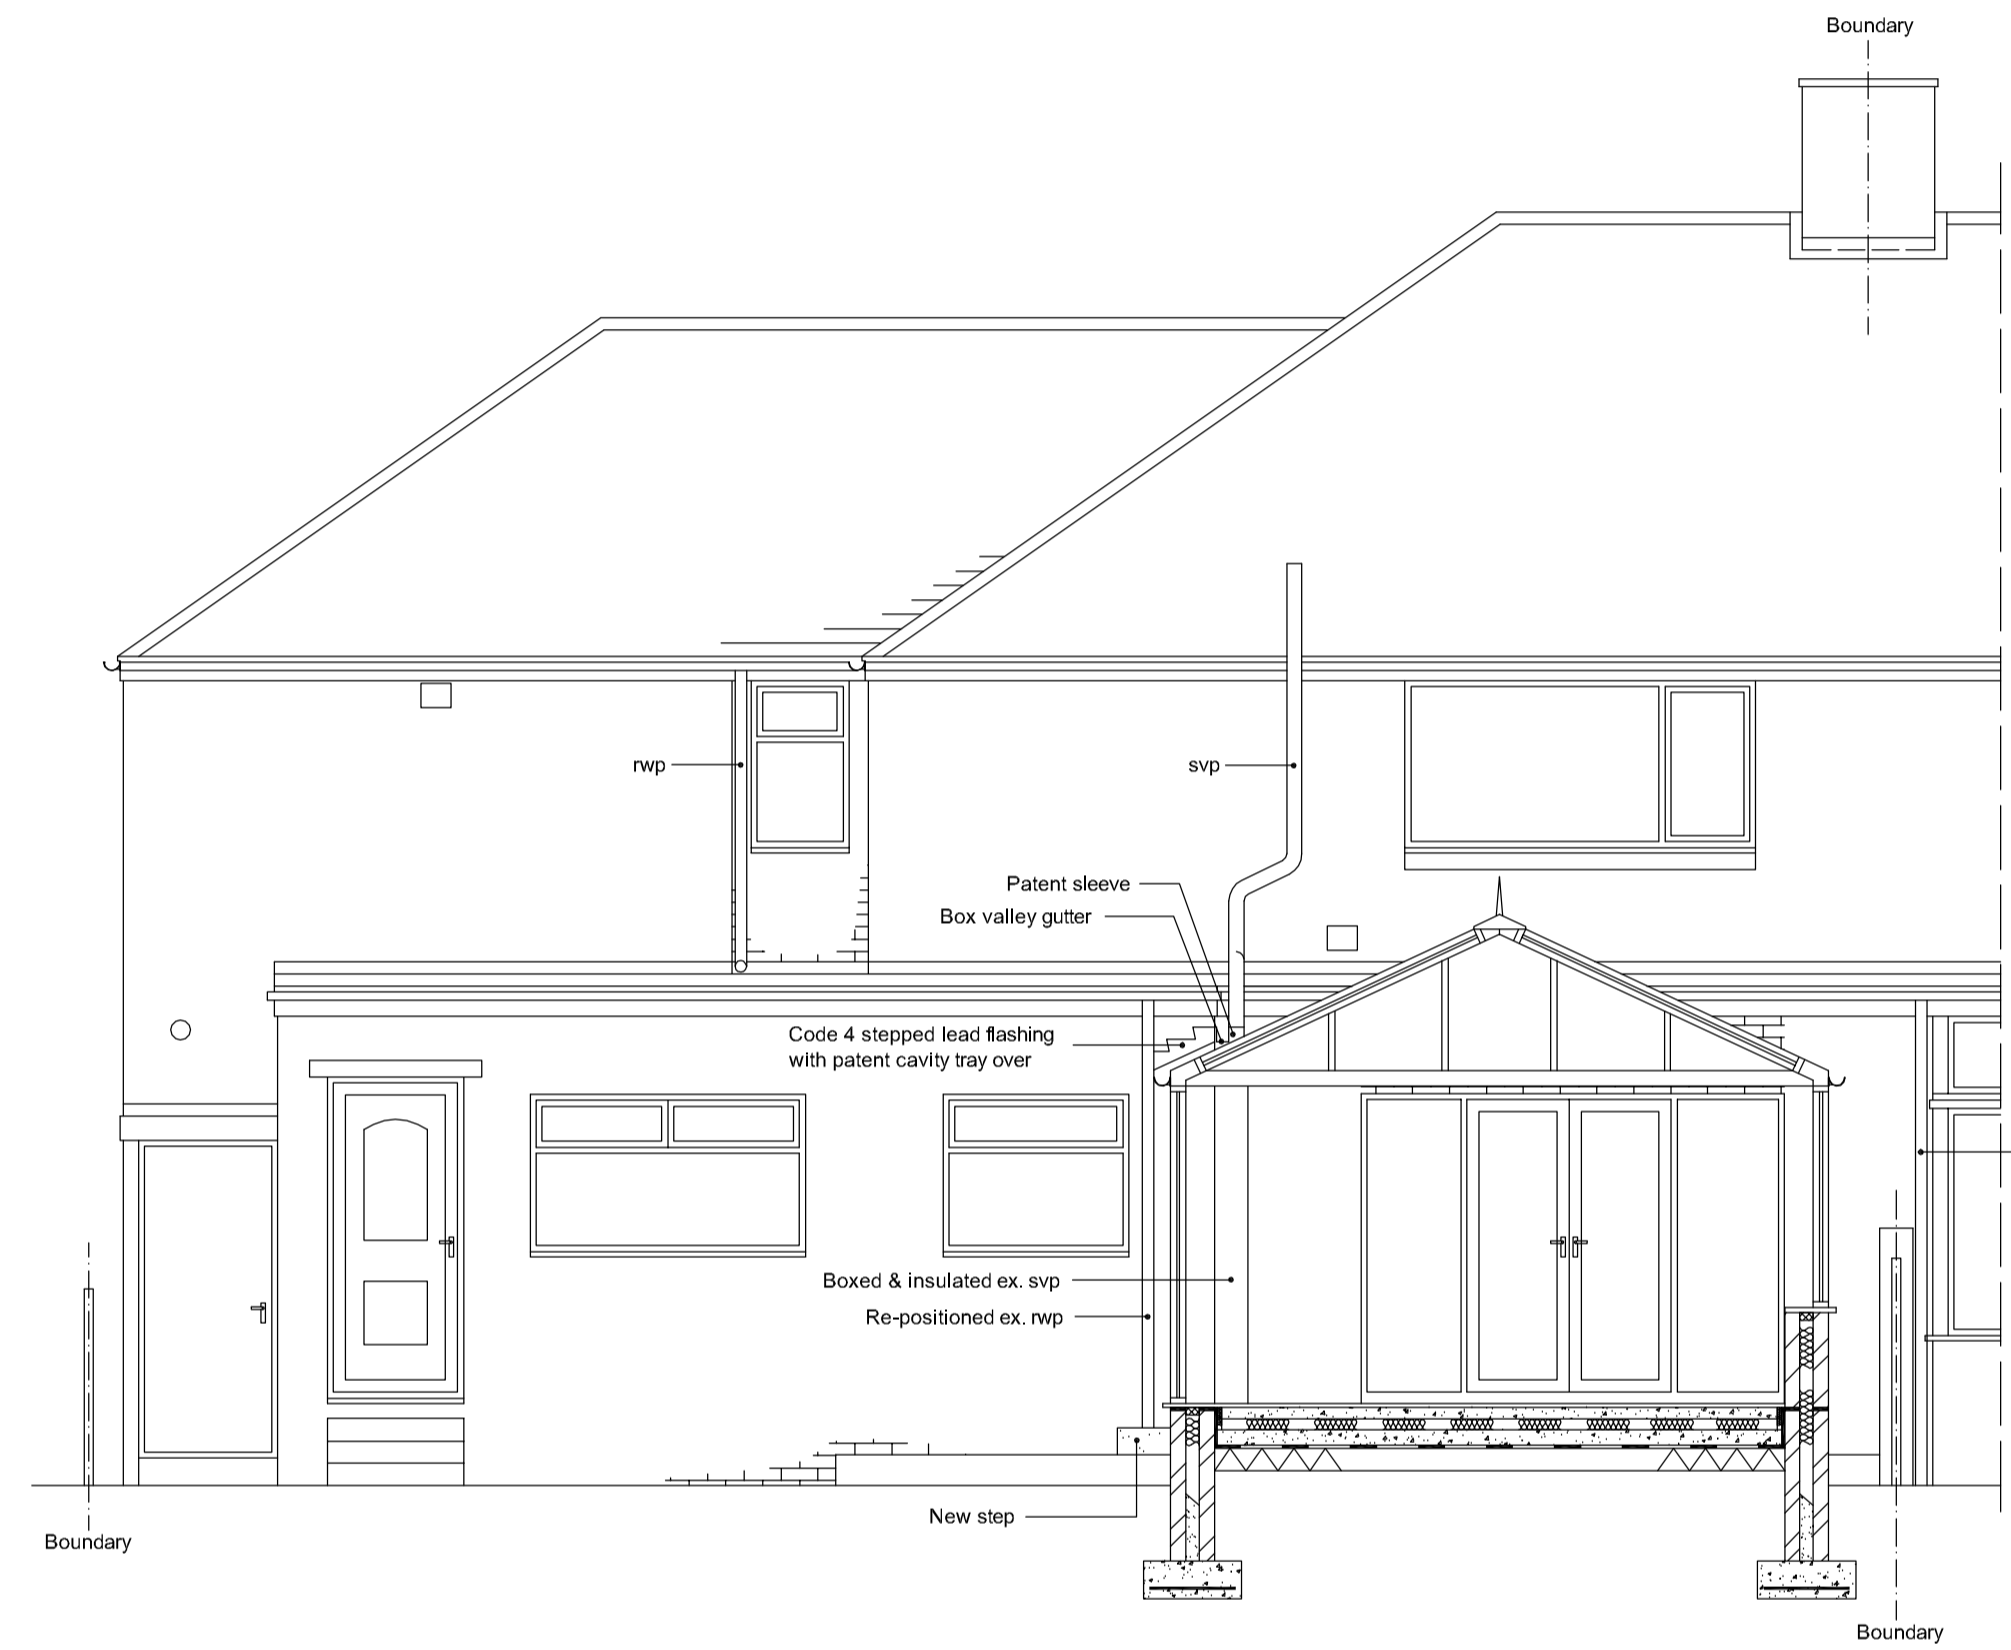 Boundary
rwp
svp
Patent sleeve
Box valley gutter
Code 4 stepped lead flashing
with patent cavity tray over
Boxed & insulated ex. svp
Re-positioned ex. rwp
New step
Boundary
Boundary